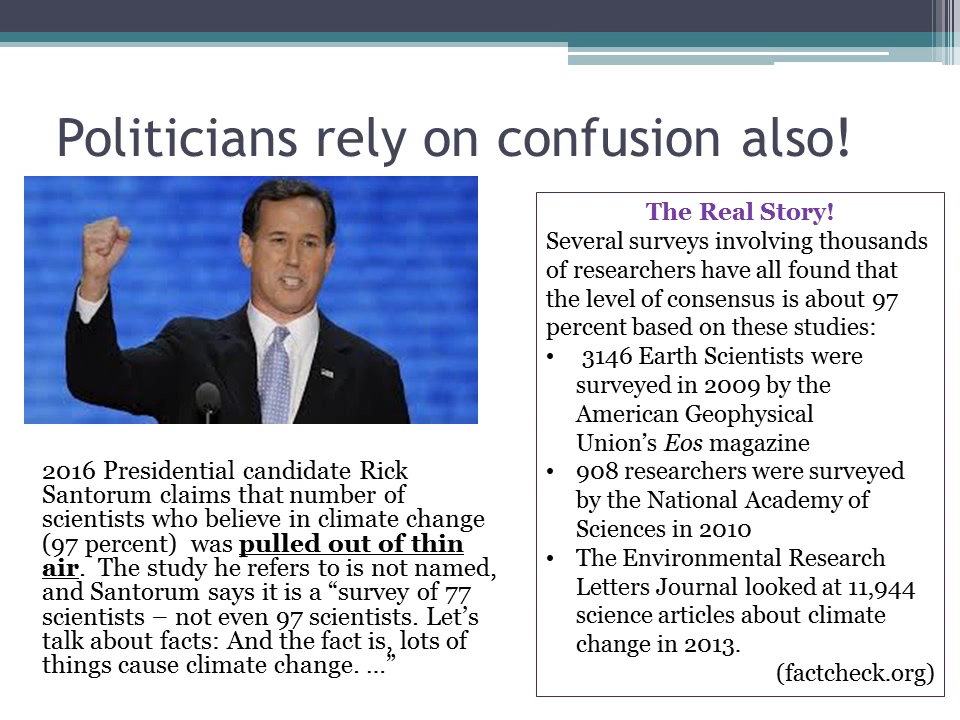 Politicians rely on confusion also!
2016 Presidential candidate Rick
Santorum claims that number of
scientists who believe in climate change
(97 percent)  was pulled out of thin
air.  The study he refers to is not named,
and Santorum says it is a “survey of 77
scientists – not even 97 scientists. Let’s
talk about facts: And the fact is, lots of
things cause climate change. …”
The Real Story!
Several surveys involving thousands
of researchers have all found that
the level of consensus is about 97
percent based on these studies:
• 3146 Earth Scientists were
surveyed in 2009 by the
American Geophysical
Union’s Eos magazine
• 908 researchers were surveyed
by the National Academy of
Sciences in 2010
• The Environmental Research
Letters Journal looked at 11,944
science articles about climate
change in 2013.
(factcheck.org)